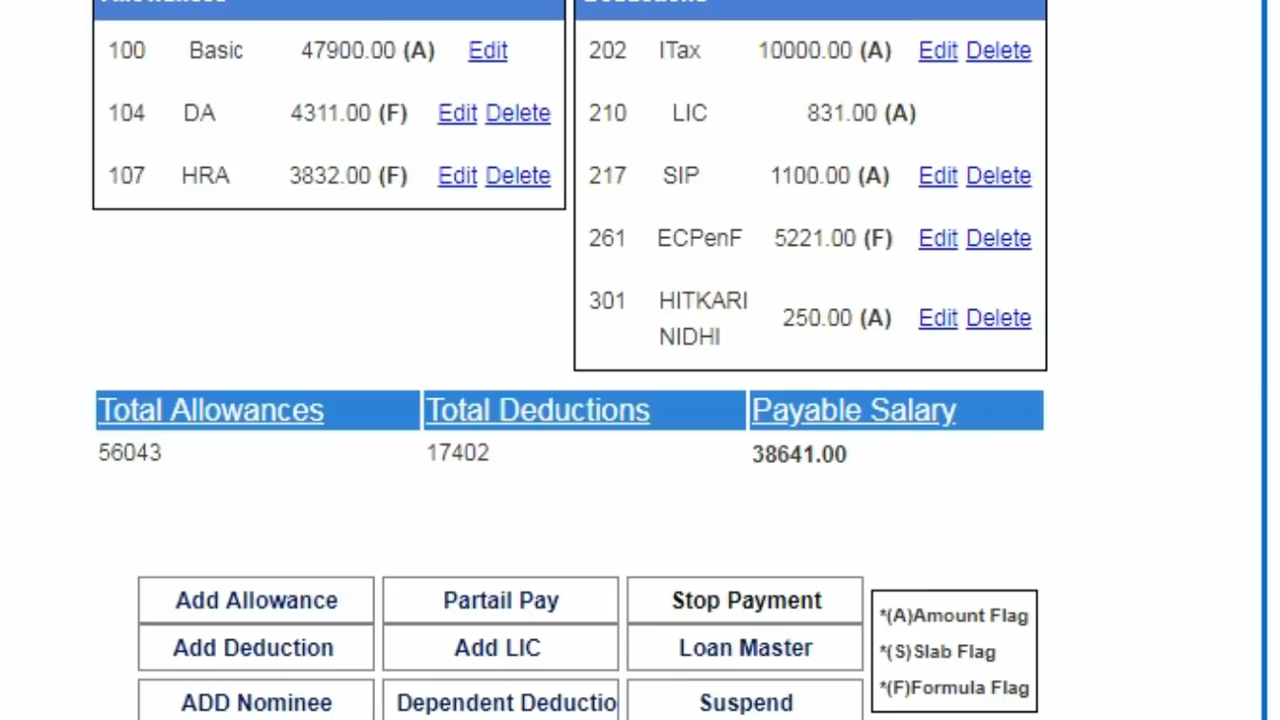 100 Basic 47900.00 (A) Edit
104 DA 4311.00 (F) Edit Delete
107 HRA 3832.00 (F) Edit Delete
202 ITax 10000.00 (A) Edit Delete
210 LIC 831.00 (A)
217 SIP 1100.00 (A) Edit Delete
261 ECPenF 5221.00 (F) Edit Delete
301 HITKARI NIDHI 250.00 (A) Edit Delete
Total Allowances Total Deductions Payable Salary
56043 17402 38641.00
Add Allowance Partail Pay Stop Payment
Add Deduction Add LIC Loan Master
ADD Nominee Dependent Deductio Suspend
*(A)Amount Flag
*(S)Slab Flag
*(F)Formula Flag